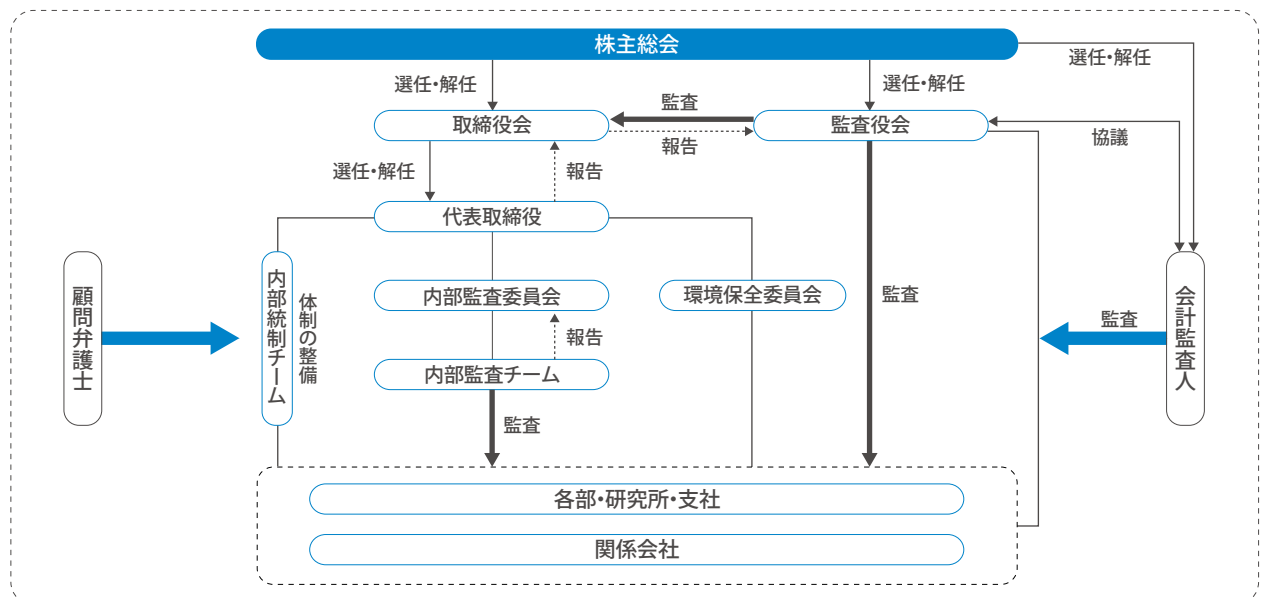 株主総会
選任・解任
選任・解任
選任・解任
取締役会
監査
報告
監査役会
協議
選任・解任
報告
代表取締役
顧問弁護士
内部統制チーム
体制の整備
内部監査委員会
環境保全委員会
監査
監査
会計監査人
報告
内部監査チーム
監査
各部・研究所・支社
関係会社